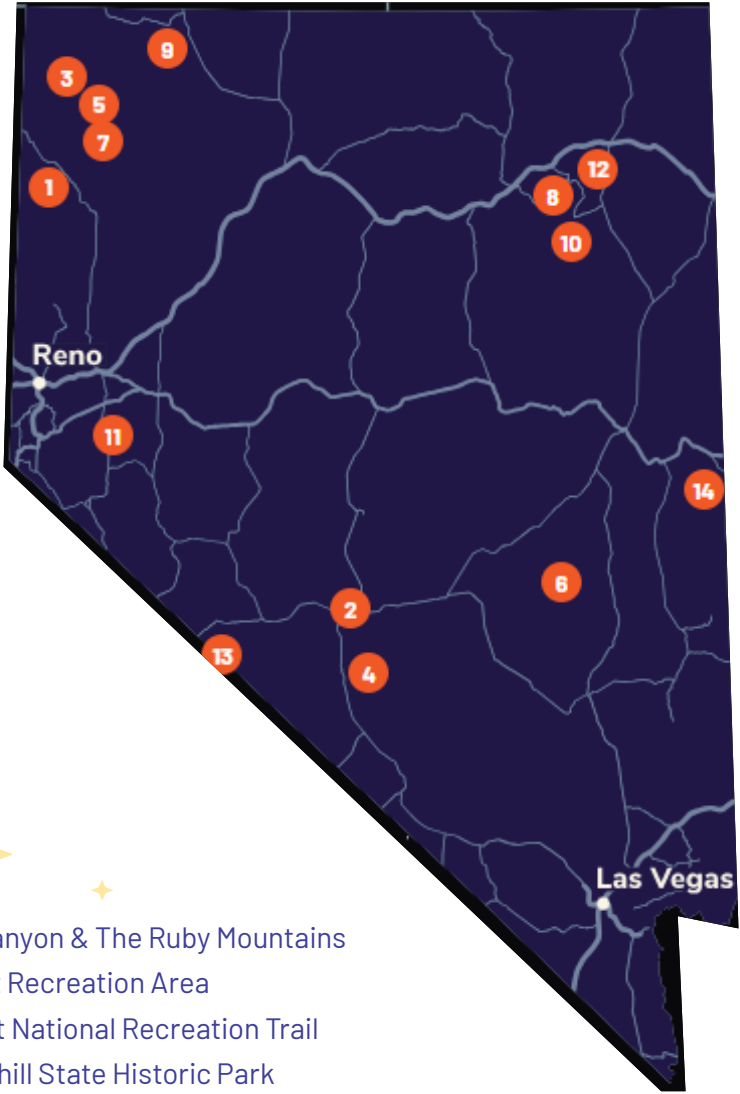 9
3
5
7
12
1
8
10
Reno
11
14
6
2
13
4
Las Vegas
anyon & The Ruby Mountains
Recreation Area
t National Recreation Trail
hill State Historic Park